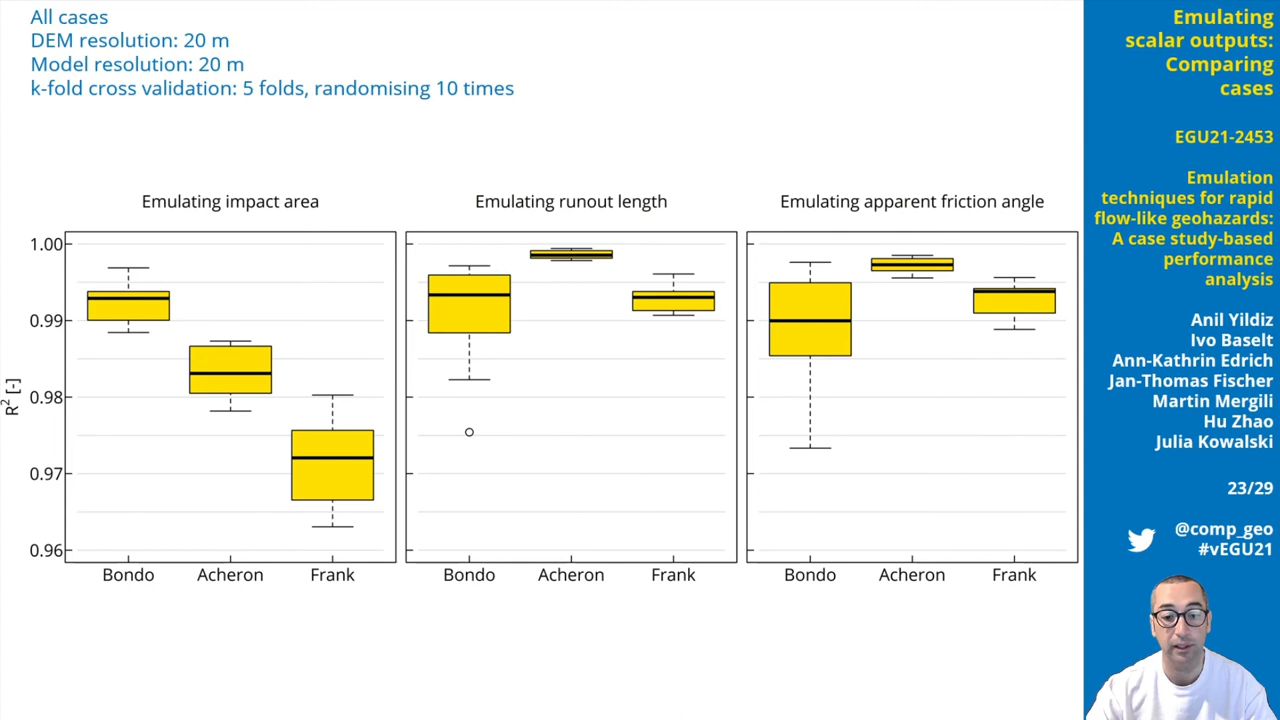 All cases
DEM resolution: 20 m
Model resolution: 20 m
k-fold cross validation: 5 folds, randomising 10 times
Emulating impact area
Emulating runout length
Emulating apparent friction angle
R² [-]
1.00
0.99
0.98
0.97
0.96
Bondo
Acheron
Frank
Bondo
Acheron
Frank
Bondo
Acheron
Frank
Emulating
scalar outputs:
Comparing
cases
EGU21-2453
Emulation
techniques for rapid
flow-like geohazards:
A case study-based
performance
analysis
Anil Yildiz
Ivo Baselt
Ann-Kathrin Edrich
Jan-Thomas Fischer
Martin Mergili
Hu Zhao
Julia Kowalski
23/29
@comp_geo
#vEGU21